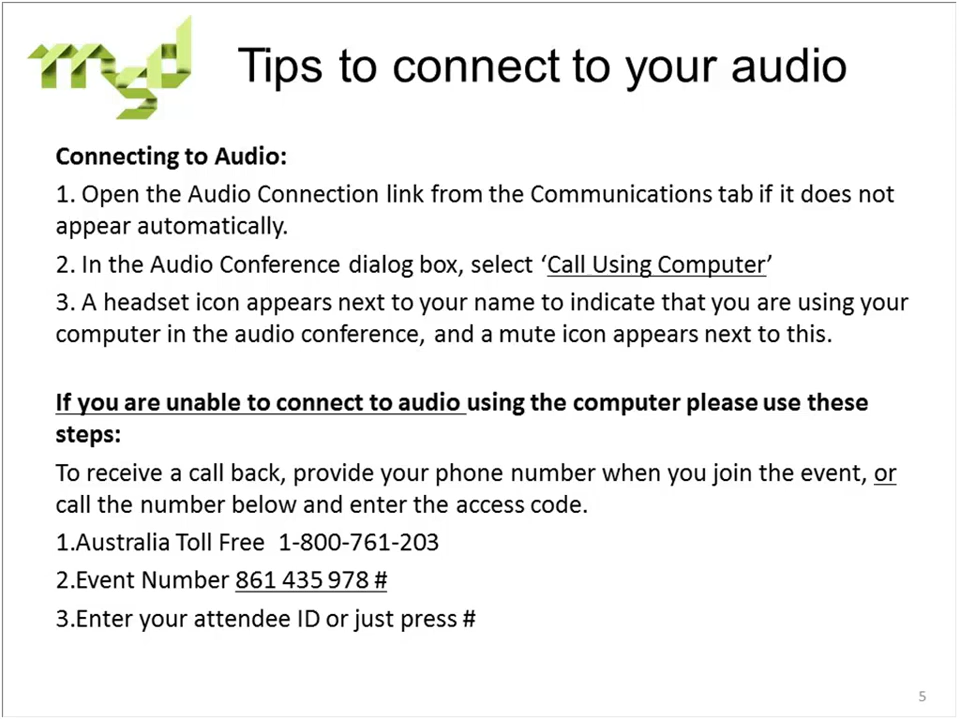 msd
Tips to connect to your audio
Connecting to Audio:
1. Open the Audio Connection link from the Communications tab if it does not
appear automatically.
2. In the Audio Conference dialog box, select ‘Call Using Computer’
3. A headset icon appears next to your name to indicate that you are using your
computer in the audio conference, and a mute icon appears next to this.
If you are unable to connect to audio using the computer please use these
steps:
To receive a call back, provide your phone number when you join the event, or
call the number below and enter the access code.
1.Australia Toll Free 1-800-761-203
2.Event Number 861 435 978 #
3.Enter your attendee ID or just press #
5